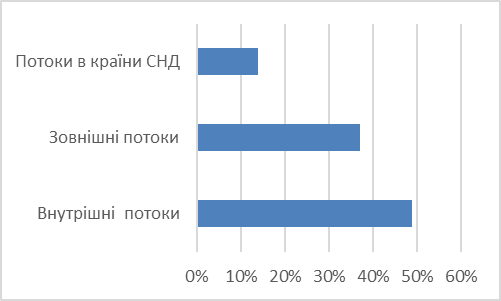 Потоки в країни СНД
Зовнішні потоки
Внутрішні  потоки
0% 10% 20% 30% 40% 50% 60%